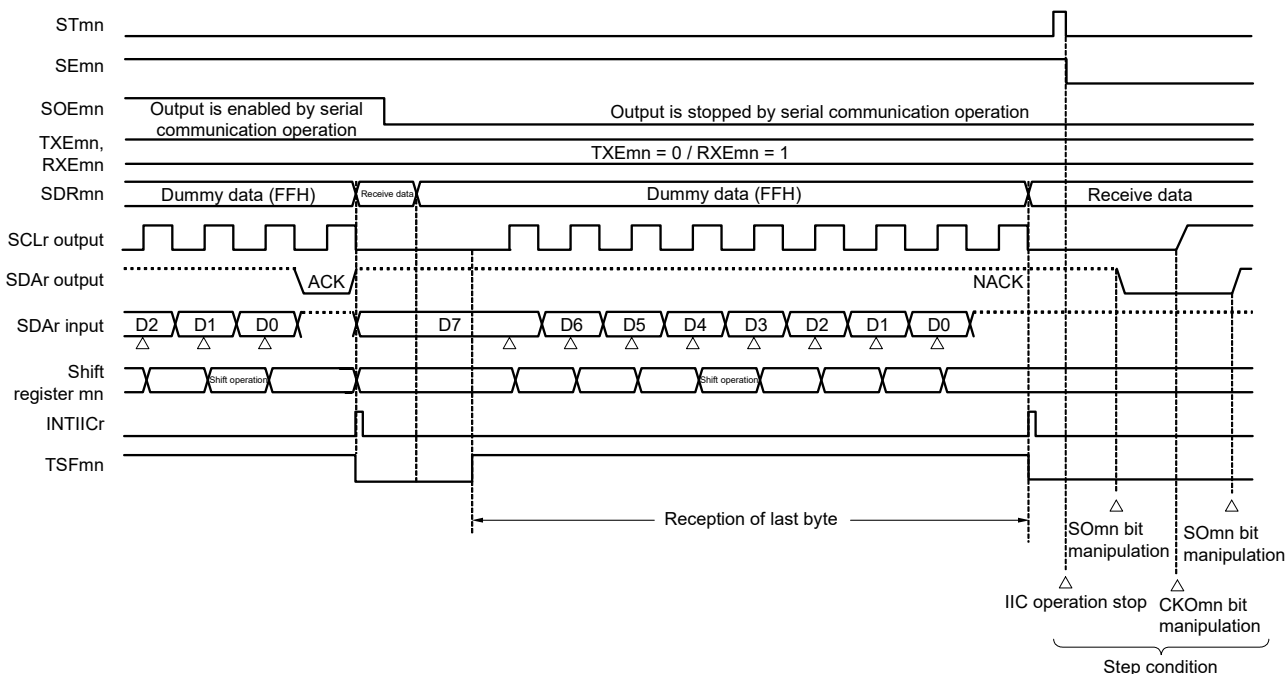 STmn
SEmn
SOEmn
Output is enabled by serial
communication operation
Output is stopped by serial communication operation
TXEmn,
RXEmn
TXEmn = 0 / RXEmn = 1
SDRmn
Dummy data (FFH)
Receive data
Dummy data (FFH)
Receive data
SCLr output
SDAr output
ACK
NACK
SDAr input
D2 D1 D0 D7 D6 D5 D4 D3 D2 D1 D0
Shift
register mn
Shift operation
Shift operation
INTIICr
TSFmn
Reception of last byte
SOmn bit
manipulation
SOmn bit
manipulation
IIC operation stop
CKOmn bit
manipulation
Step condition